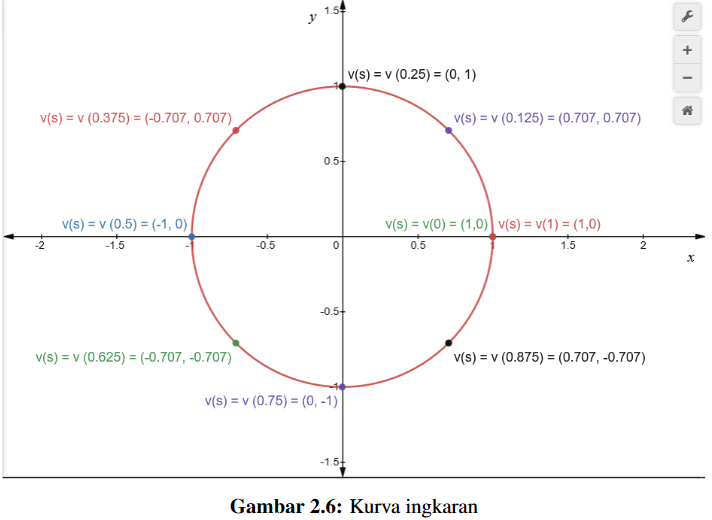 y
1.5
v(s) = v (0.25) = (0, 1)
1
v(s) = v (0.375) = (-0.707, 0.707)
v(s) = v (0.125) = (0.707, 0.707)
0.5
v(s) = v (0.5) = (-1, 0)
v(s) = v(0) = (1,0)
v(s) = v(1) = (1,0)
-2
-1.5
-1
-0.5
0
0.5
1
1.5
2
x
-0.5
v(s) = v (0.625) = (-0.707, -0.707)
v(s) = v (0.875) = (0.707, -0.707)
-1
v(s) = v (0.75) = (0, -1)
-1.5
Gambar 2.6: Kurva ingkaran